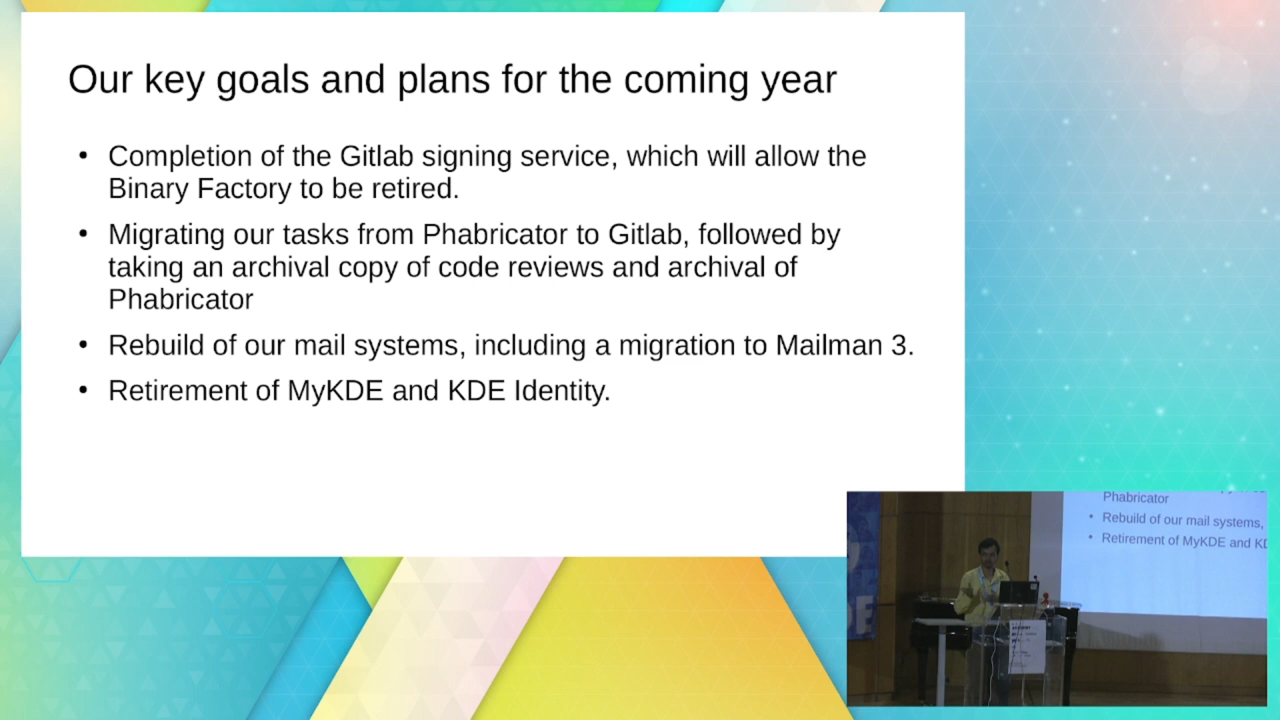 Our key goals and plans for the coming year
• Completion of the Gitlab signing service, which will allow the
Binary Factory to be retired.
• Migrating our tasks from Phabricator to Gitlab, followed by
taking an archival copy of code reviews and archival of
Phabricator
• Rebuild of our mail systems, including a migration to Mailman 3.
• Retirement of MyKDE and KDE Identity.
Phabricator
• Rebuild of our mail systems,
• Retirement of MyKDE and KD
DE